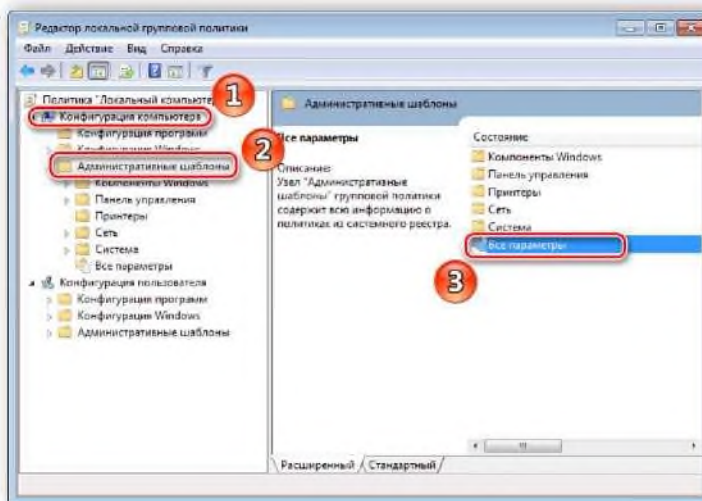 Редактор локальной групповой политики
Файл Действие Вид Справка
Политика "Локальный компьюте
1
Конфигурация компьютера
Конфигурация программ
Конфигурация Windows
2
Административные шаблоны
Компоненты Windows
Панель управления
Принтеры
Сеть
Система
Все параметры
Конфигурация пользователя
Конфигурация программ
Конфигурация Windows
Административные шаблоны
Административные шаблоны
Все параметры
Описание:
Узел "Административные
шаблоны" групповой политики
содержит всю информацию о
политиках из системного реестра.
Состояние
Компоненты Windows
Панель управления
Принтеры
Сеть
Система
Все параметры
3
Расширенный Стандартный